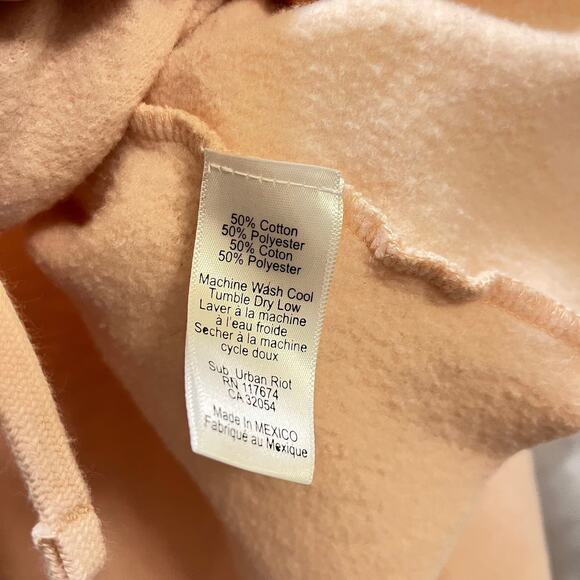 50% Cotton
50% Polyester
50% Coton
50% Polyester
Machine Wash Cool
Tumble Dry Low
Laver à la machine
à l'eau froide
Secher à la machine
cycle doux
Sub Urban Riot
RN 117674
CA 32054
Made In MEXICO
Fabriqué au Mexique